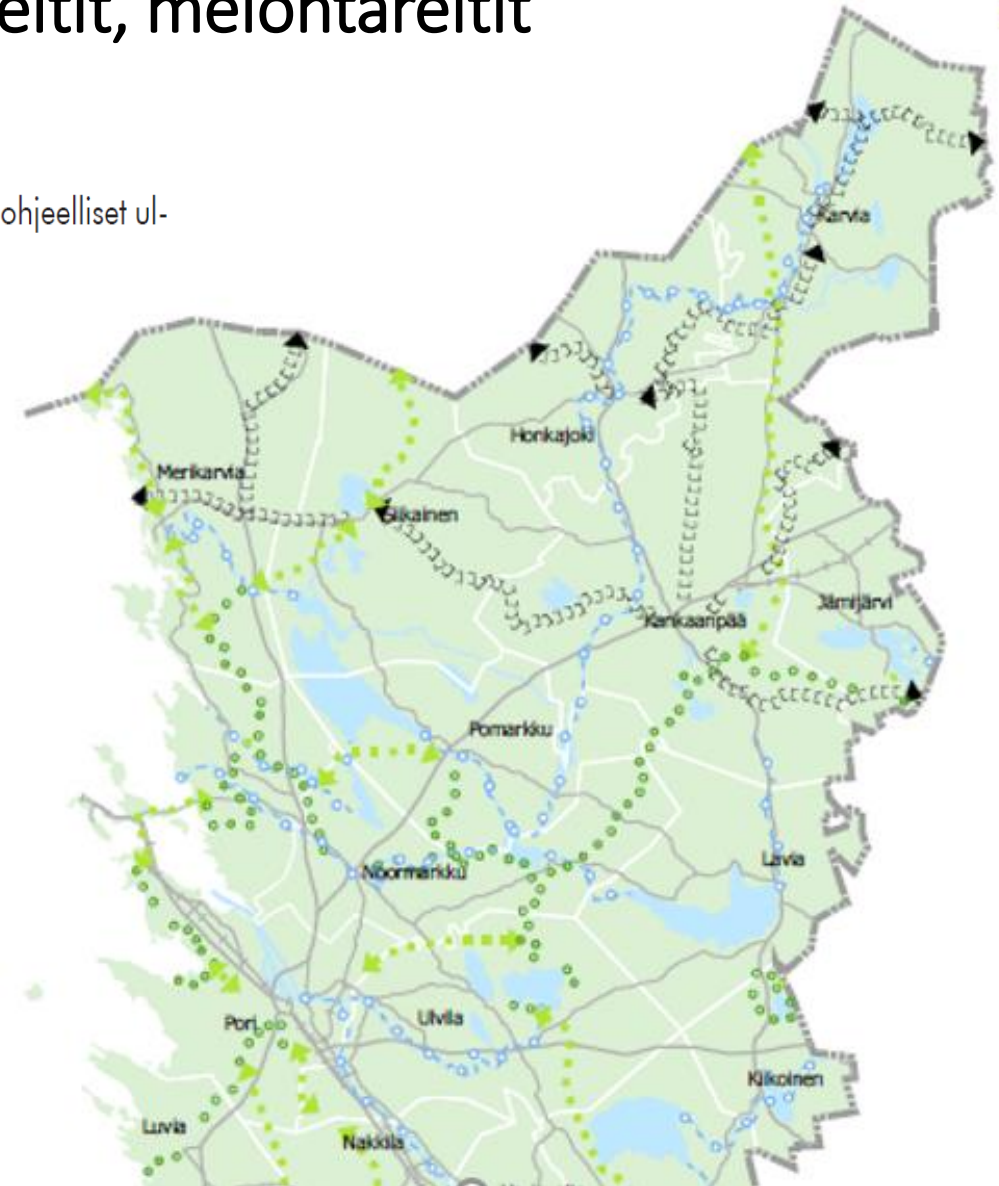 eitit, melontareitit
ohjeelliset ul-
Karvia
Honkajoki
Merikarvia
Siikainen
Jämijärvi
Kankaanpää
Pomarkku
Lavia
Noormarkku
Ulvila
Pori
Kiikoinen
Luvia
Nakkila